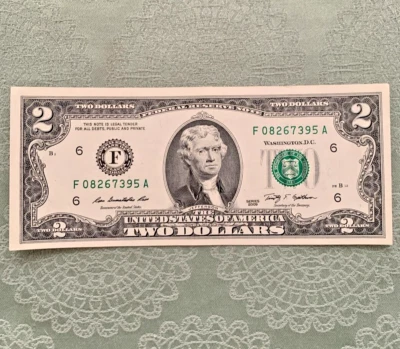 2
TWO DOLLARS
TWO DOLLARS
2
FEDERAL RESERVE NOTE
THIS NOTE IS LEGAL TENDER
FOR ALL DEBTS, PUBLIC AND PRIVATE
F 08267395 A
WASHINGTON, D.C.
6
6
F
F 08267395 A
6
6
SERIES
THE
UNITED STATES OF AMERICA
2
TWO DOLLARS
2